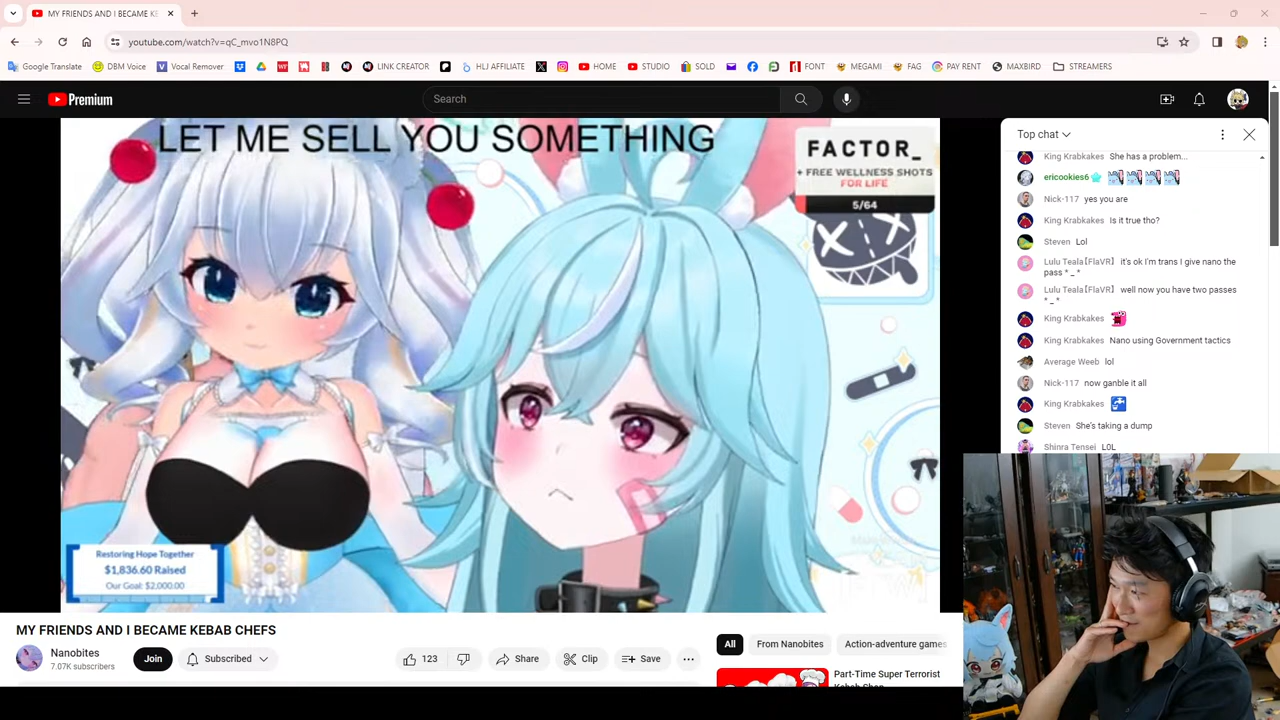 MY FRIENDS AND I BECAME KE
youtube.com/watch?v=qC_mvo1N8PQ
Google Translate
DBM Voice
Vocal Remover
LINK CREATOR
HLJ AFFILIATE
HOME
STUDIO
SOLD
FONT
MEGAMI
FAG
PAY RENT
MAXBIRD
STREAMERS
Premium
Search
LET ME SELL YOU SOMETHING
FACTOR_
+ FREE WELLNESS SHOTS
FOR LIFE
5/64
Restoring Hope Together
$1,836.60 Raised
Our Goal: $2,000.00
Top chat
King Krabkakes She has a problem...
ericookies6
Nick-117 yes you are
King Krabkakes Is it true tho?
Steven Lol
Lulu Teala【FlaVR】 it's ok I'm trans I give nano the
pass *_*
Lulu Teala【FlaVR】 well now you have two passes
*_*
King Krabkakes
King Krabkakes Nano using Government tactics
Average Weeb lol
Nick-117 now ganble it all
King Krabkakes
Steven She's taking a dump
Shinra Tensei L0L
MY FRIENDS AND I BECAME KEBAB CHEFS
Nanobites
7.07K subscribers
Join
Subscribed
123
Share
Clip
Save
All
From Nanobites
Action-adventure games
Part-Time Super Terrorist
Kebab Shop